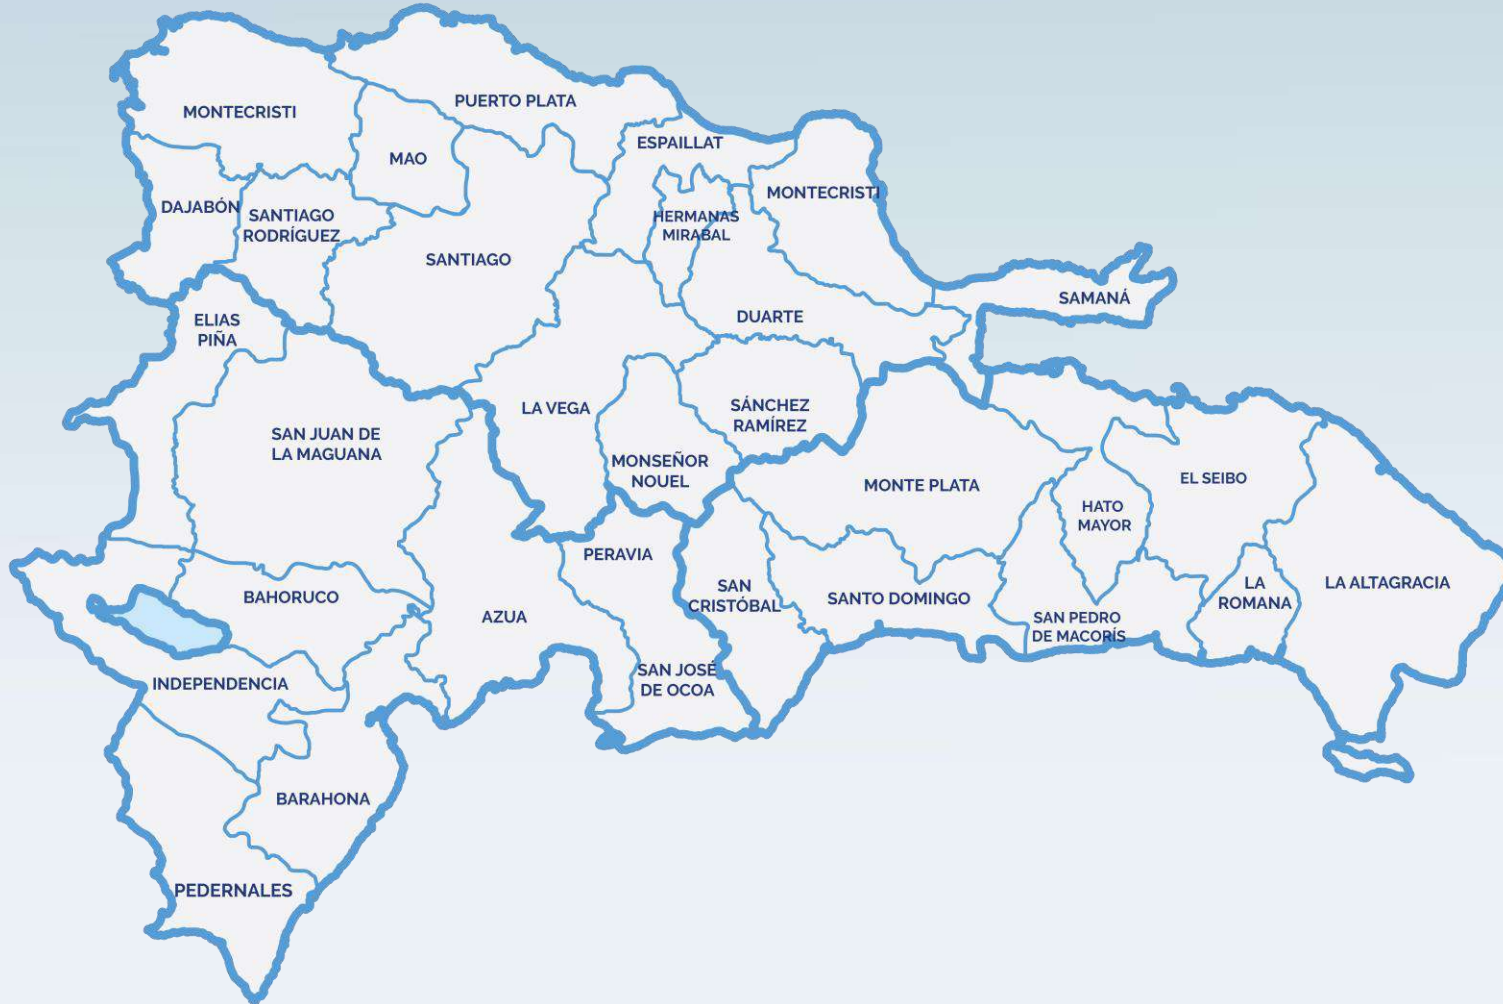 PUERTO PLATA
MONTECRISTI
ESPAILLAT
MAO
MONTECRISTI
DAJABÓN
SANTIAGO
RODRÍGUEZ
HERMANAS
MIRABAL
SANTIAGO
SAMANÁ
ELIAS
PIÑA
DUARTE
LA VEGA
SÁNCHEZ
RAMÍREZ
SAN JUAN DE
LA MAGUANA
MONSEÑOR
NOUEL
MONTE PLATA
EL SEIBO
HATO
MAYOR
PERAVIA
BAHORUCO
SAN
CRISTÓBAL
SANTO DOMINGO
LA
ROMANA
LA ALTAGRACIA
AZUA
SAN PEDRO
DE MACORÍS
INDEPENDENCIA
SAN JOSÉ
DE OCOA
BARAHONA
PEDERNALES